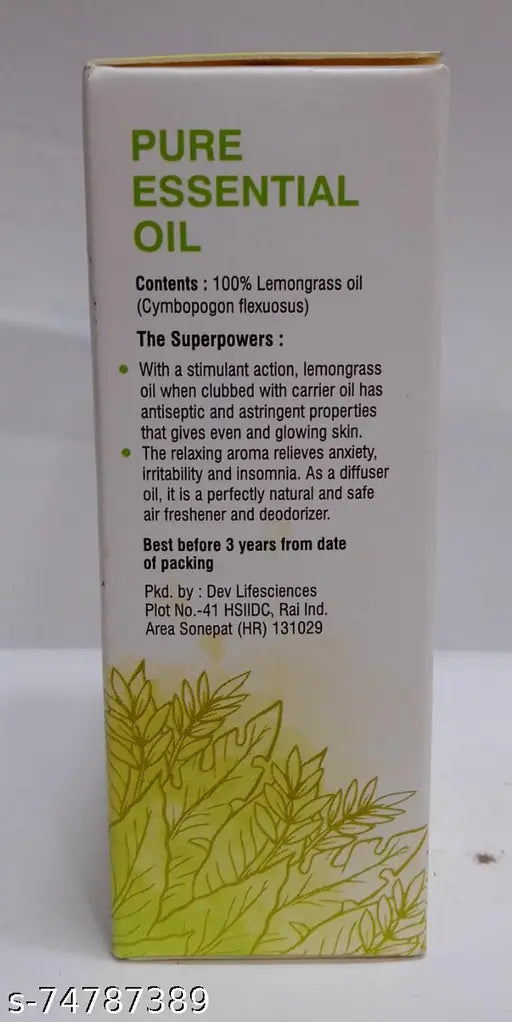 PURE
ESSENTIAL
OIL
Contents : 100% Lemongrass oil
(Cymbopogon flexuosus)
The Superpowers :
• With a stimulant action, lemongrass
oil when clubbed with carrier oil has
antiseptic and astringent properties
that gives even and glowing skin.
• The relaxing aroma relieves anxiety,
irritability and insomnia. As a diffuser
oil, it is a perfectly natural and safe
air freshener and deodorizer.
Best before 3 years from date
of packing
Pkd. by : Dev Lifesciences
Plot No.-41 HSIIDC, Rai Ind.
Area Sonepat (HR) 131029
s-74787389